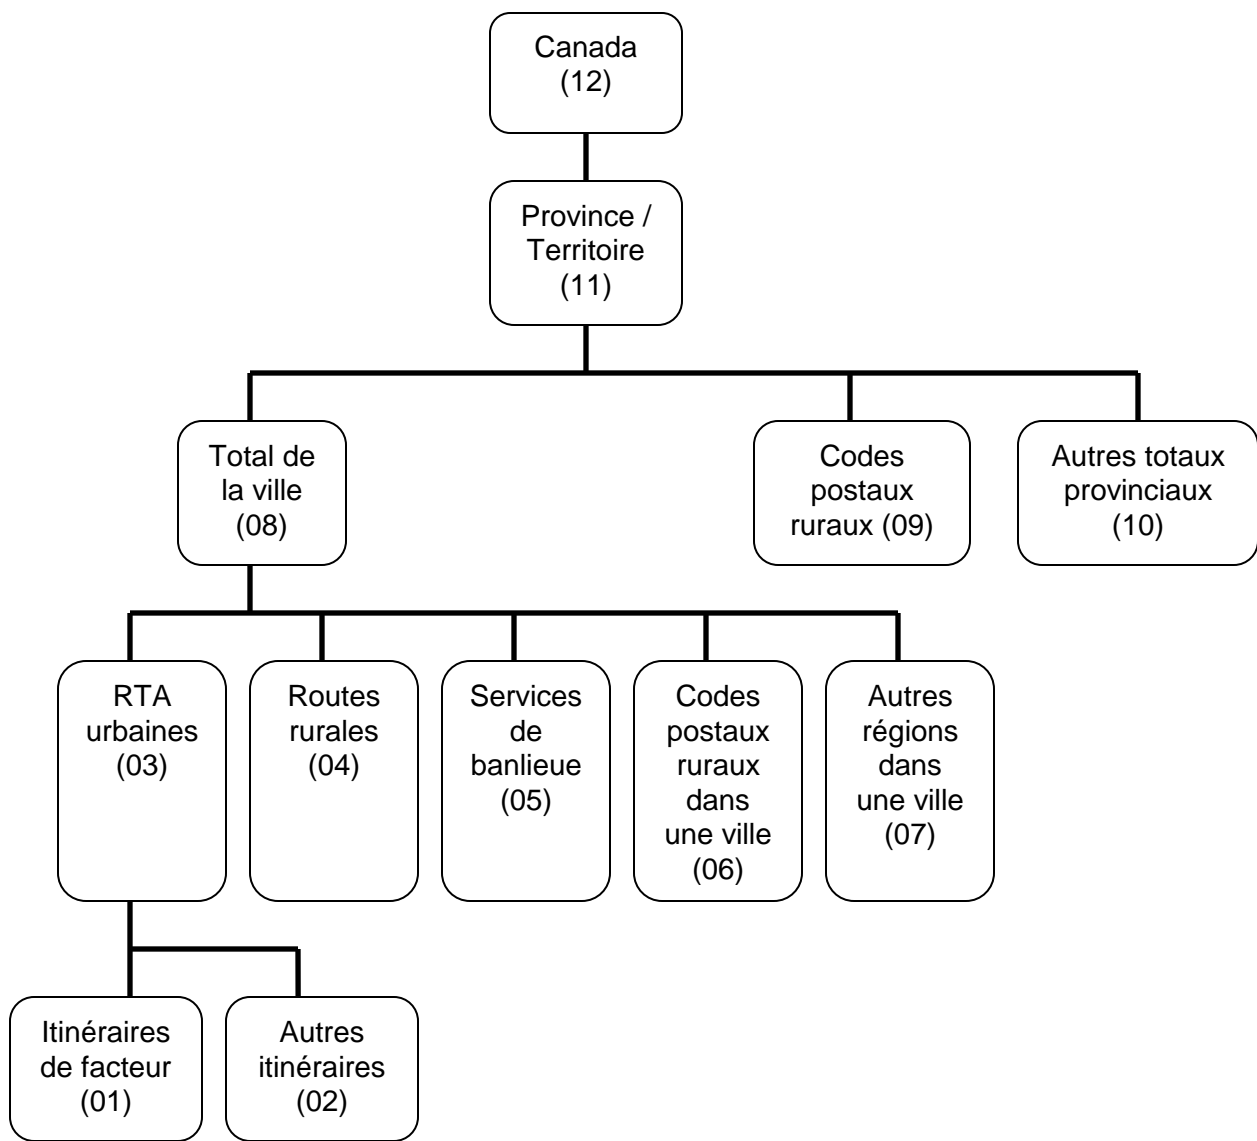 Canada
(12)
Province /
Territoire
(11)
Total de
la ville
(08)
Codes
postaux
ruraux (09)
Autres totaux
provinciaux
(10)
RTA
urbaines
(03)
Routes
rurales
(04)
Services
de
banlieue
(05)
Codes
postaux
ruraux
dans
une ville
(06)
Autres
régions
dans
une ville
(07)
Itinéraires
de facteur
(01)
Autres
itinéraires
(02)